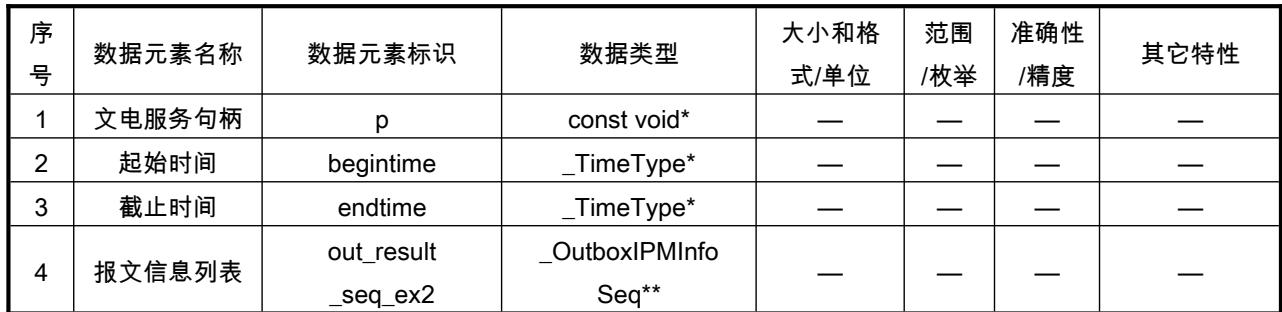 序号 数据元素名称 数据元素标识 数据类型 大小和格式/单位 范围/枚举 准确性/精度 其它特性
1 文电服务句柄 p const void* — — — —
2 起始时间 begintime _TimeType* — — — —
3 截止时间 endtime _TimeType* — — — —
4 报文信息列表 out_result_seq_ex2 _OutboxIPMInfoSeq** — — — —